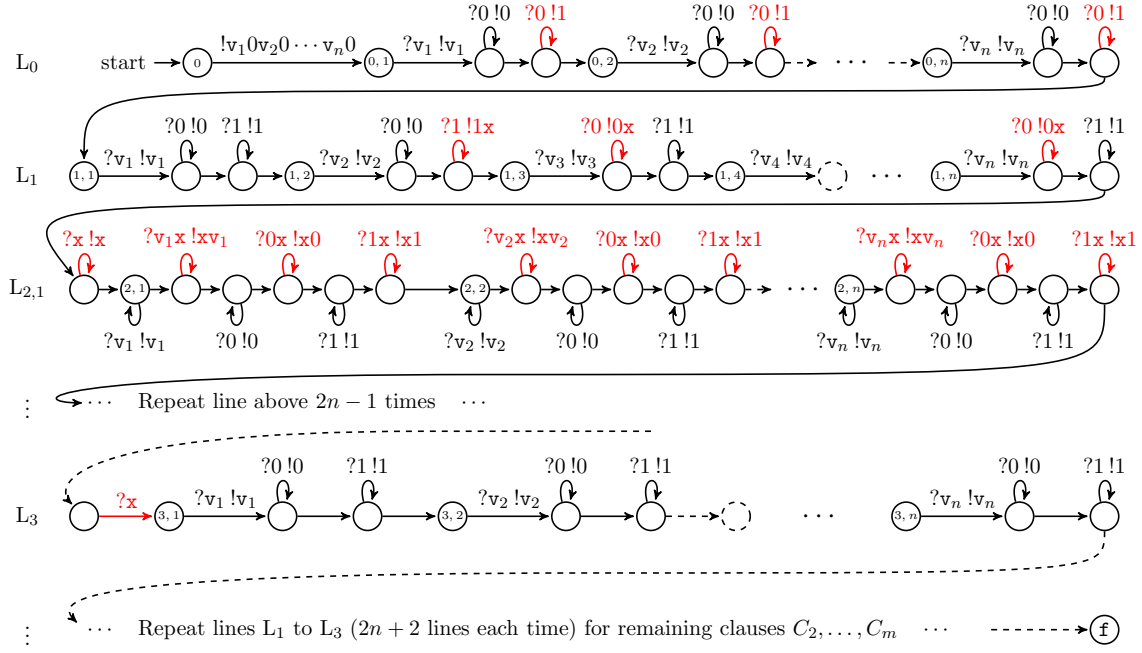 ?0 !0 ?0 !1 ?0 !0 ?0 !1 ?0 !0 ?0 !1
L₀ start 0 !v₁0v₂0 ⋯ vₙ0 0, 1 ?v₁ !v₁ 0, 2 ?v₂ !v₂ ⋯ 0, n ?vₙ !vₙ
?0 !0 ?1 !1 ?0 !0 ?1 !1x ?0 !0x ?1 !1 ?0 !0x ?1 !1
L₁ 1, 1 ?v₁ !v₁ 1, 2 ?v₂ !v₂ 1, 3 ?v₃ !v₃ 1, 4 ?v₄ !v₄ ⋯ 1, n ?vₙ !vₙ
?x !x ?v₁x !xv₁ ?0x !x0 ?1x !x1 ?v₂x !xv₂ ?0x !x0 ?1x !x1 ?vₙx !xvₙ ?0x !x0 ?1x !x1
L₂,₁ 2, 1 2, 2 ⋯ 2, n
?v₁ !v₁ ?0 !0 ?1 !1 ?v₂ !v₂ ?0 !0 ?1 !1 ?vₙ !vₙ ?0 !0 ?1 !1
⋮ ⋯ Repeat line above 2n − 1 times ⋯
?0 !0 ?1 !1 ?0 !0 ?1 !1 ?0 !0 ?1 !1
L₃ ?x 3, 1 ?v₁ !v₁ 3, 2 ?v₂ !v₂ ⋯ 3, n ?vₙ !vₙ
⋮ ⋯ Repeat lines L₁ to L₃ (2n + 2 lines each time) for remaining clauses C₂, . . . , Cₘ ⋯ f